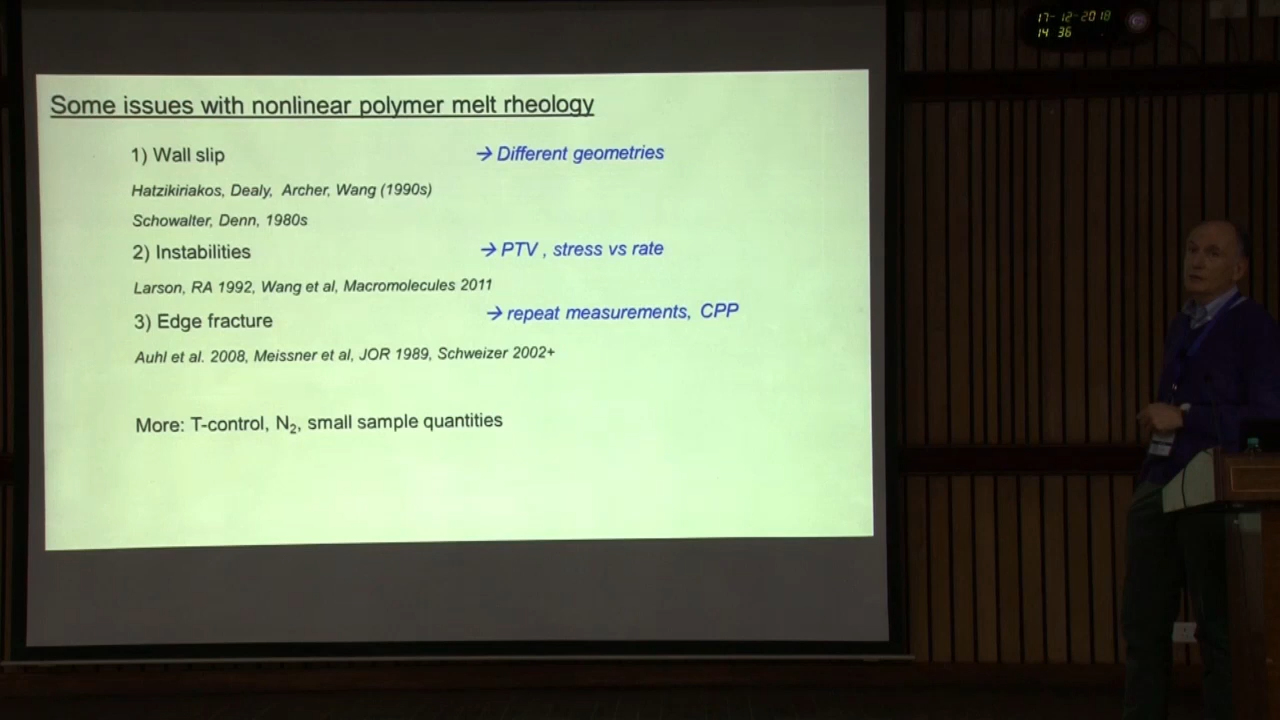 17-12-2018
14 36
Some issues with nonlinear polymer melt rheology
1) Wall slip → Different geometries
Hatzikiriakos, Dealy, Archer, Wang (1990s)
Schowalter, Denn, 1980s
2) Instabilities → PTV , stress vs rate
Larson, RA 1992, Wang et al, Macromolecules 2011
3) Edge fracture → repeat measurements, CPP
Auhl et al. 2008, Meissner et al, JOR 1989, Schweizer 2002+
More: T-control, N₂, small sample quantities